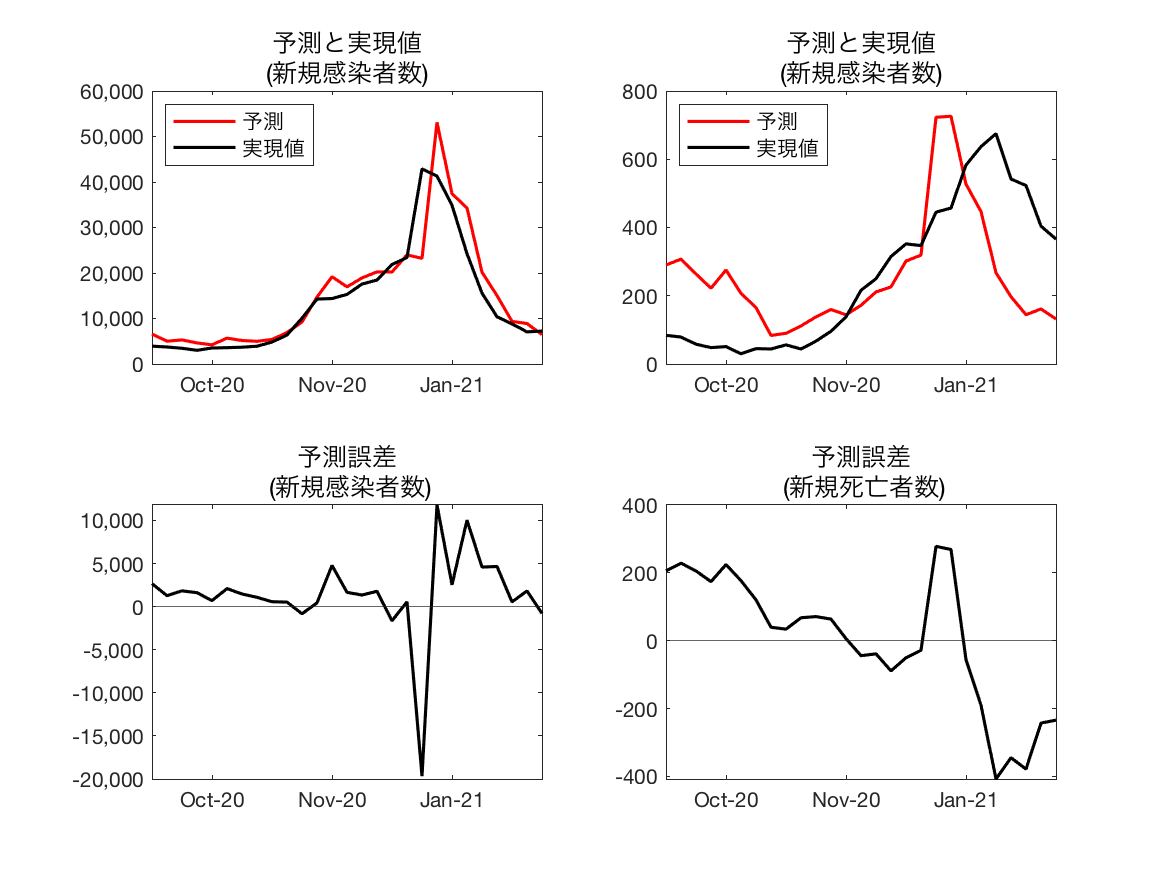 予測と実現値
(新規感染者数)
60,000
50,000
40,000
30,000
20,000
10,000
0
予測
実現値
Oct-20
Nov-20
Jan-21
予測と実現値
(新規感染者数)
800
600
400
200
0
予測
実現値
Oct-20
Nov-20
Jan-21
予測誤差
(新規感染者数)
10,000
5,000
0
-5,000
-10,000
-15,000
-20,000
Oct-20
Nov-20
Jan-21
予測誤差
(新規死亡者数)
400
200
0
-200
-400
Oct-20
Nov-20
Jan-21